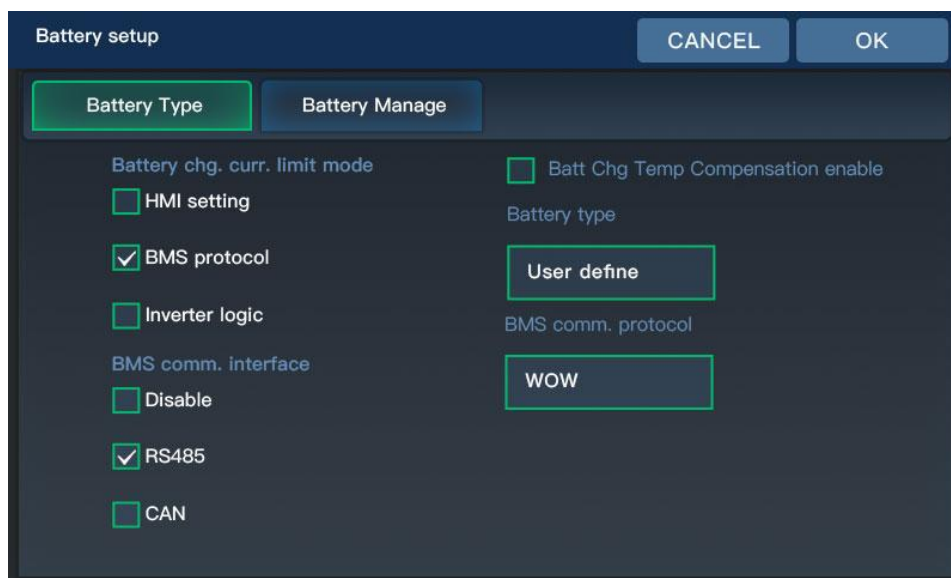 Battery setup
CANCEL
OK
Battery Type
Battery Manage
Battery chg. curr. limit mode
HMI setting
BMS protocol
Inverter logic
BMS comm. interface
Disable
RS485
CAN
Batt Chg Temp Compensation enable
Battery type
User define
BMS comm. protocol
WOW